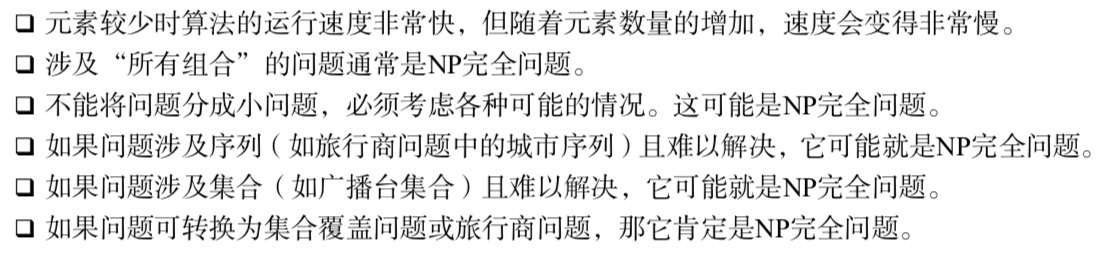 ❑ 元素较少时算法的运行速度非常快，但随着元素数量的增加，速度会变得非常慢。
❑ 涉及“所有组合”的问题通常是NP完全问题。
❑ 不能将问题分成小问题，必须考虑各种可能的情况。这可能是NP完全问题。
❑ 如果问题涉及序列（如旅行商问题中的城市序列）且难以解决，它可能就是NP完全问题。
❑ 如果问题涉及集合（如广播台集合）且难以解决，它可能就是NP完全问题。
❑ 如果问题可转换为集合覆盖问题或旅行商问题，那它肯定是NP完全问题。